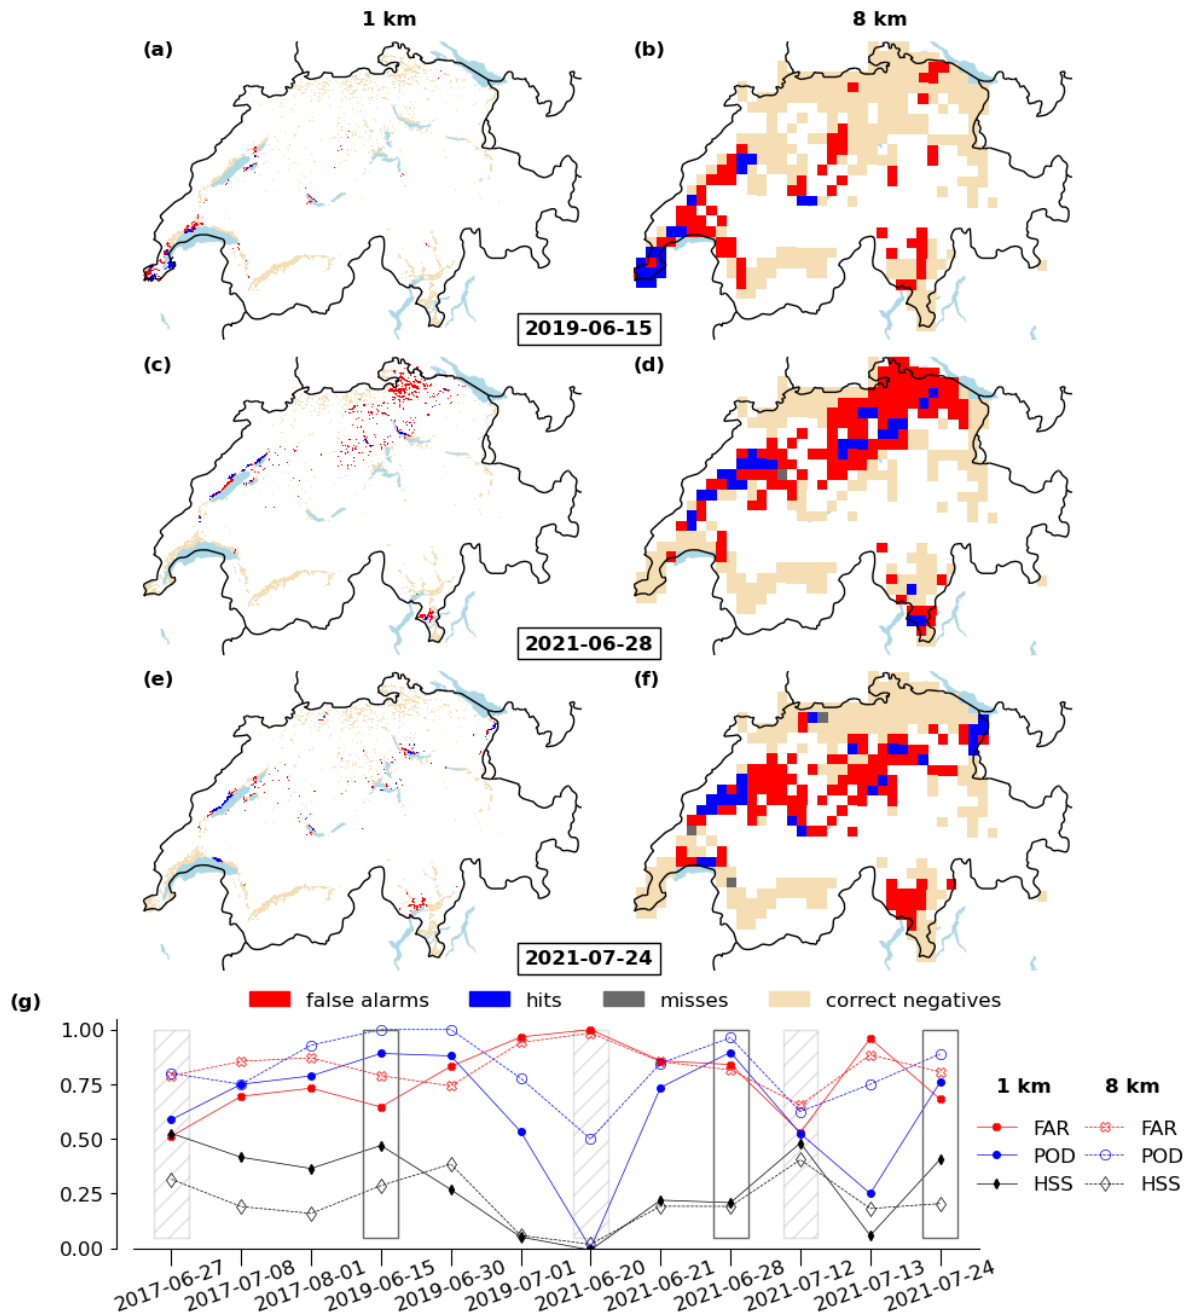 1 km 8 km
(a) (b)
2019-06-15
(c) (d)
2021-06-28
(e) (f)
2021-07-24
(g) false alarms hits misses correct negatives
1.00
0.75
0.50
0.25
0.00
1 km 8 km
FAR FAR
POD POD
HSS HSS
2017-06-27 2017-07-08 2017-08-01 2019-06-15 2019-06-30 2019-07-01 2021-06-20 2021-06-21 2021-06-28 2021-07-12 2021-07-13 2021-07-24